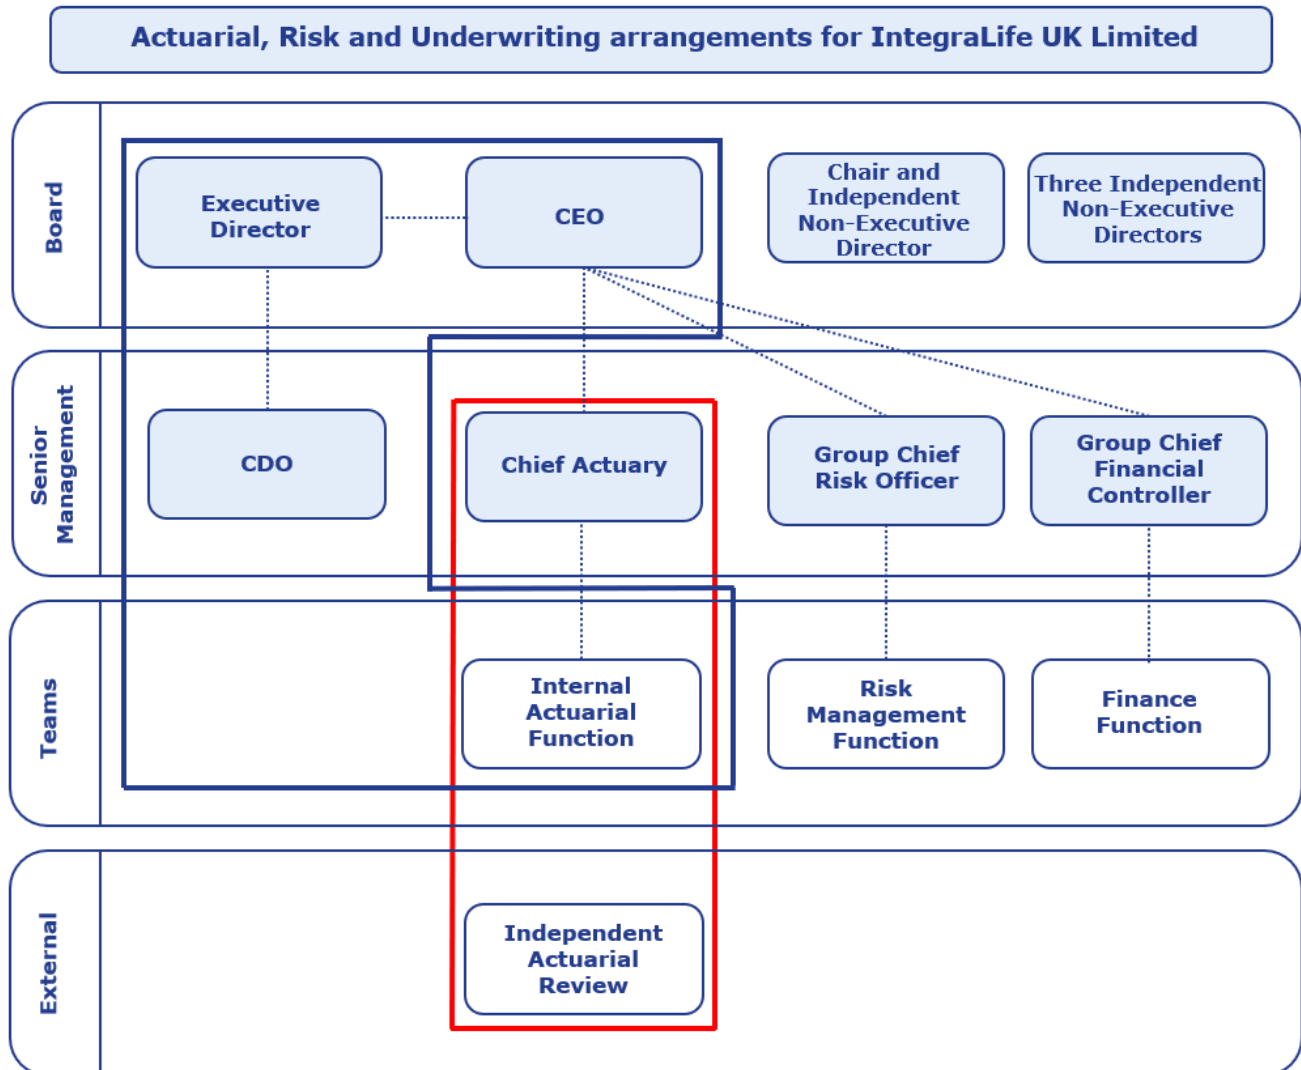 Actuarial, Risk and Underwriting arrangements for IntegraLife UK Limited
Board
Executive
Director
CEO
Chair and
Independent
Non-Executive
Director
Three Independent
Non-Executive
Directors
Senior
Management
CDO
Chief Actuary
Group Chief
Risk Officer
Group Chief
Financial
Controller
Teams
Internal
Actuarial
Function
Risk
Management
Function
Finance
Function
External
Independent
Actuarial
Review